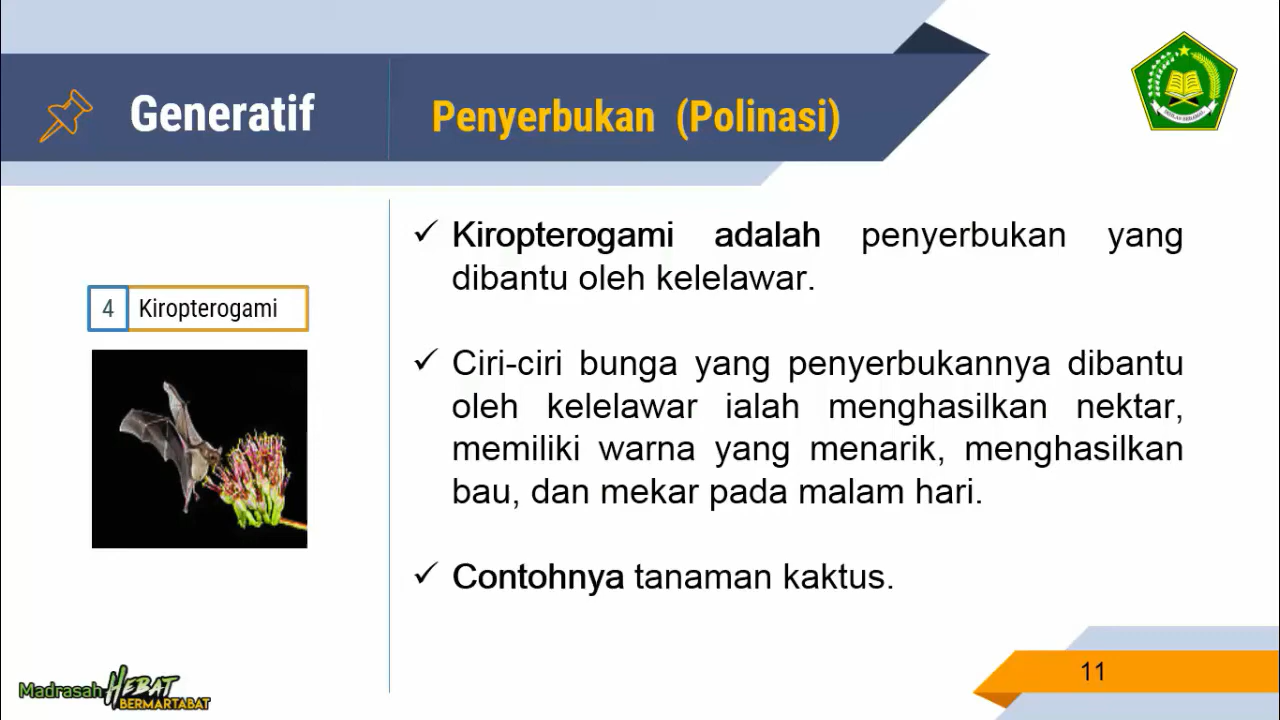 Generatif
Penyerbukan (Polinasi)
4 Kiropterogami
✓ Kiropterogami adalah penyerbukan yang
dibantu oleh kelelawar.
✓ Ciri-ciri bunga yang penyerbukannya dibantu
oleh kelelawar ialah menghasilkan nektar,
memiliki warna yang menarik, menghasilkan
bau, dan mekar pada malam hari.
✓ Contohnya tanaman kaktus.
Madrasah HEBAT
BERMARTABAT
11